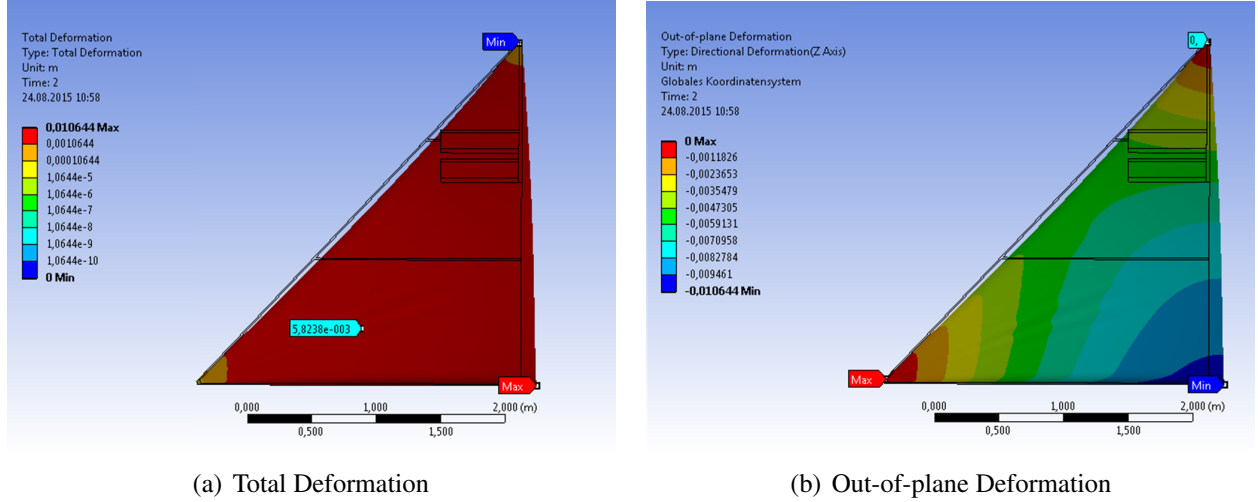 Total Deformation
Type: Total Deformation
Unit: m
Time: 2
24.08.2015 10:58
0,010644 Max
0,0010644
0,00010644
1,0644e-5
1,0644e-6
1,0644e-7
1,0644e-8
1,0644e-9
1,0644e-10
0 Min
Min
5,8238e-003
Max
0,000 1,000 2,000 (m)
0,500 1,500
(a) Total Deformation
Out-of-plane Deformation
Type: Directional Deformation(Z Axis)
Unit: m
Globales Koordinatensystem
Time: 2
24.08.2015 10:58
0 Max
-0,0011826
-0,0023653
-0,0035479
-0,0047305
-0,0059131
-0,0070958
-0,0082784
-0,009461
-0,010644 Min
0,
Max
Min
0,000 1,000 2,000 (m)
0,500 1,500
(b) Out-of-plane Deformation